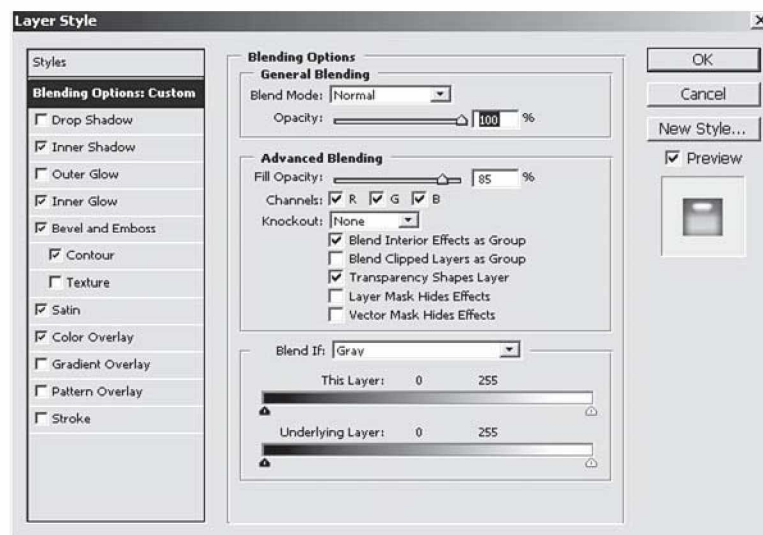 Layer Style
Styles
Blending Options: Custom
Drop Shadow
Inner Shadow
Outer Glow
Inner Glow
Bevel and Emboss
Contour
Texture
Satin
Color Overlay
Gradient Overlay
Pattern Overlay
Stroke
Blending Options
General Blending
Blend Mode: Normal
Opacity: 100 %
Advanced Blending
Fill Opacity: 85 %
Channels: R G B
Knockout: None
Blend Interior Effects as Group
Blend Clipped Layers as Group
Transparency Shapes Layer
Layer Mask Hides Effects
Vector Mask Hides Effects
Blend If: Gray
This Layer: 0 255
Underlying Layer: 0 255
OK
Cancel
New Style...
Preview